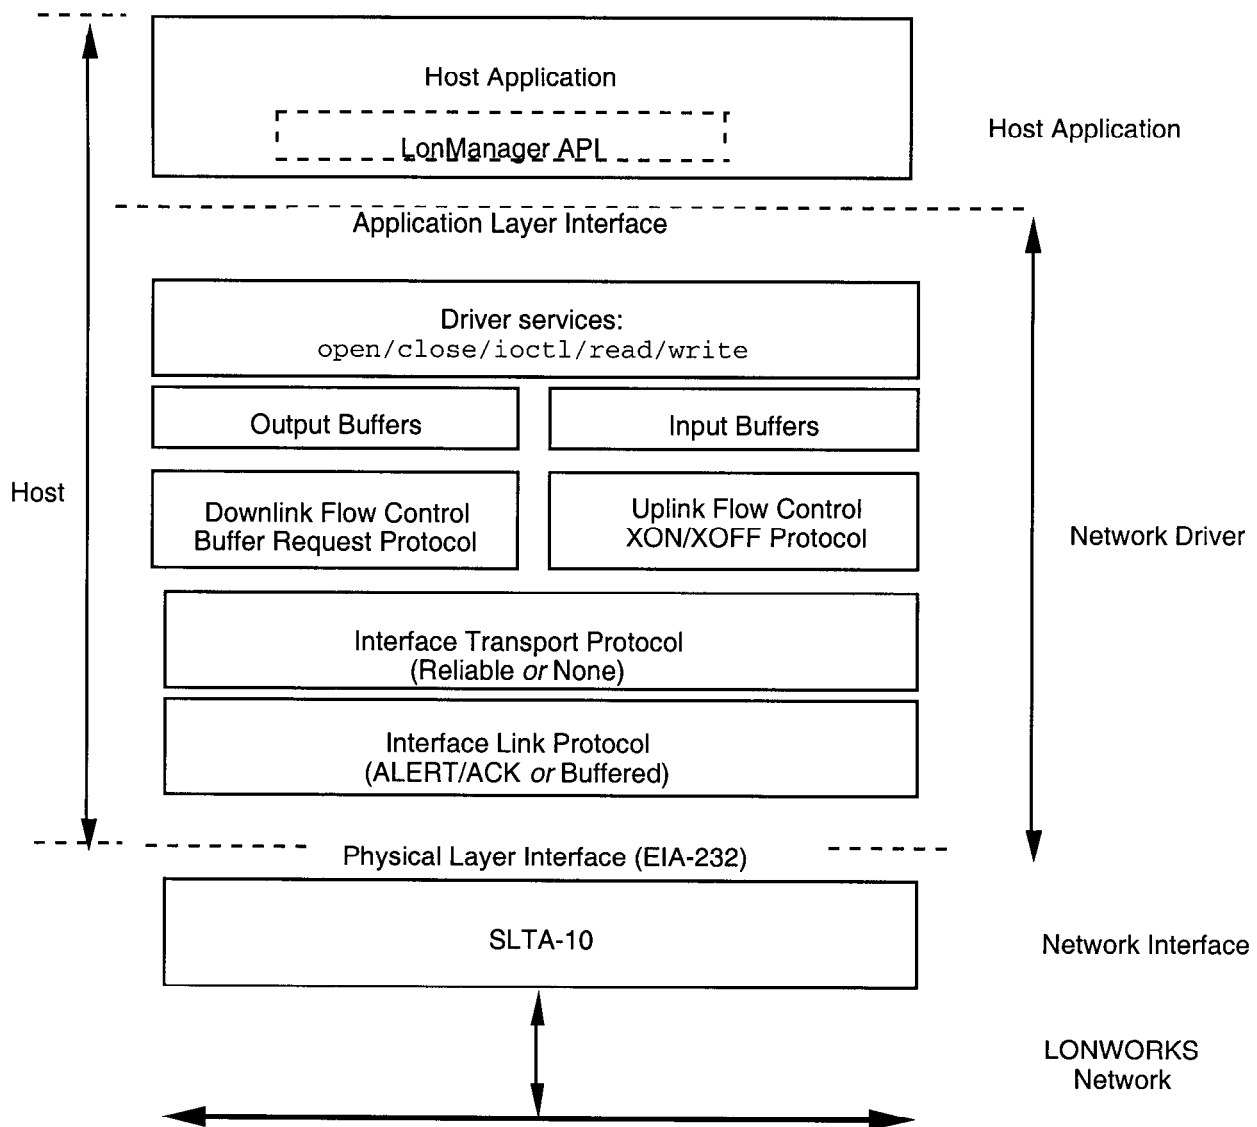 Host Application
LonManager API
Host Application
Application Layer Interface
Driver services:
open/close/ioctl/read/write
Output Buffers
Input Buffers
Host
Downlink Flow Control
Buffer Request Protocol
Uplink Flow Control
XON/XOFF Protocol
Network Driver
Interface Transport Protocol
(Reliable or None)
Interface Link Protocol
(ALERT/ACK or Buffered)
Physical Layer Interface (EIA-232)
SLTA-10
Network Interface
LONWORKS
Network